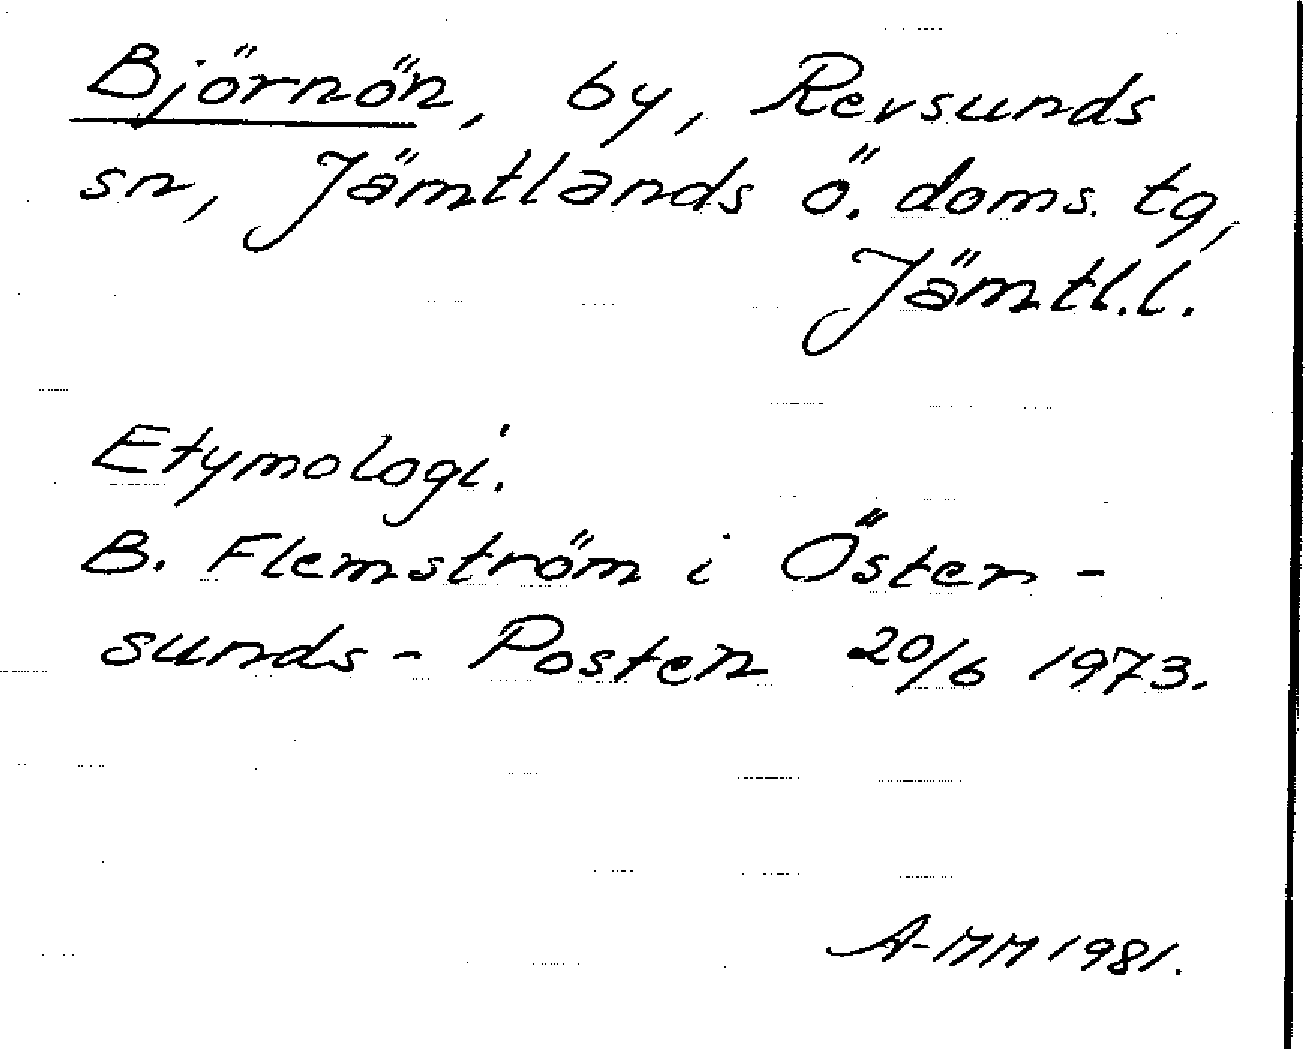 Björnön, by, Revsunds
sn, Jämtlands ö. doms. tg,
Jämtl.l.
Etymologi.
B. Flemström i Öster-
sunds-Posten 20/6 1973.
A-MM 1981.